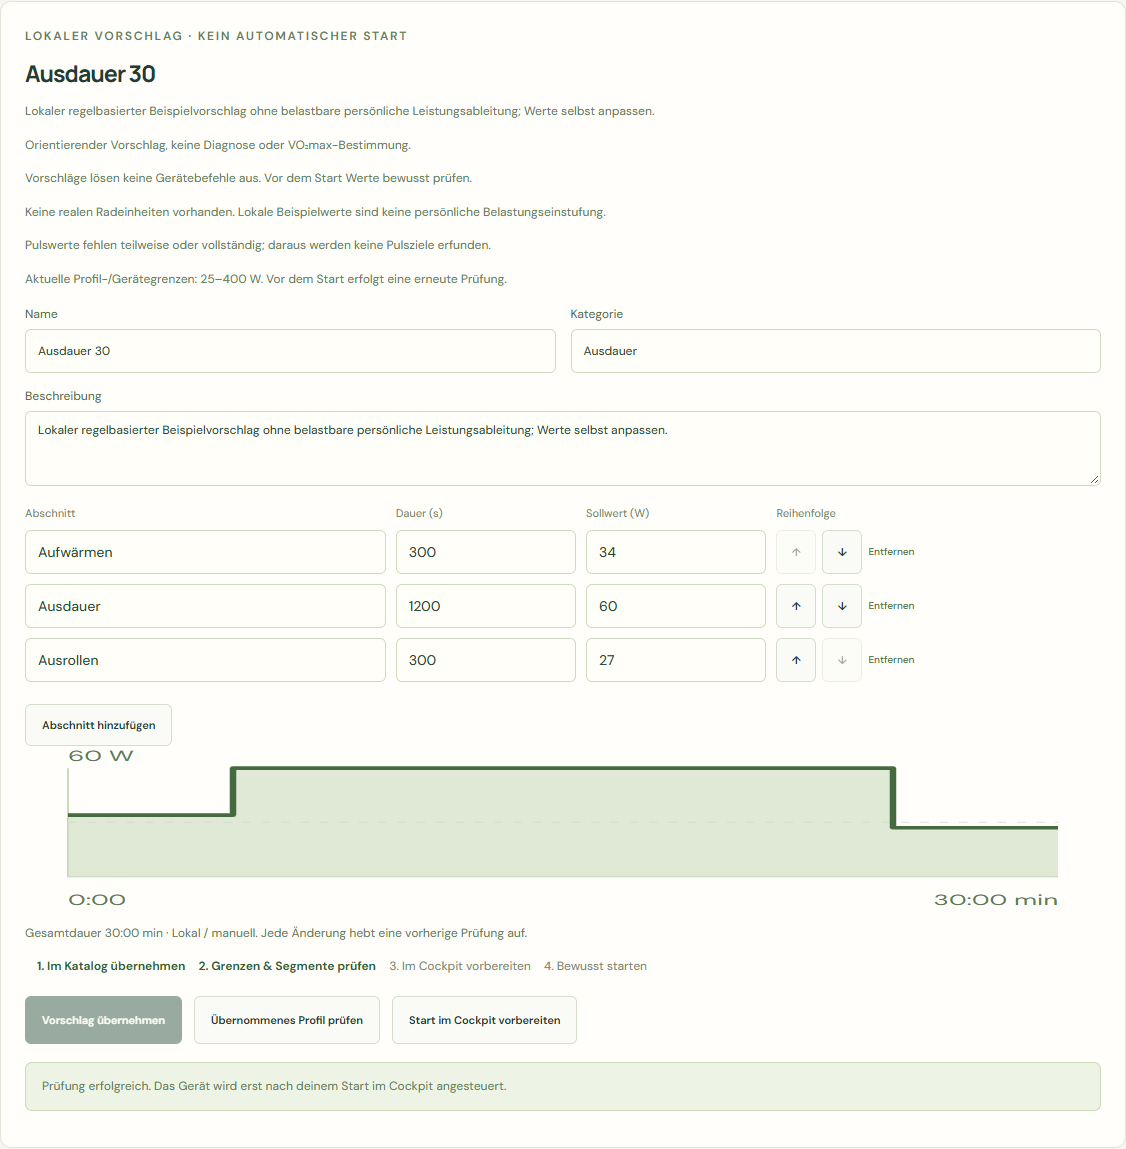 LOKALER VORSCHLAG · KEIN AUTOMATISCHER START
Ausdauer 30
Lokaler regelbasierter Beispielvorschlag ohne belastbare persönliche Leistungsableitung; Werte selbst anpassen.
Orientierender Vorschlag, keine Diagnose oder VO₂max-Bestimmung.
Vorschläge lösen keine Gerätebefehle aus. Vor dem Start Werte bewusst prüfen.
Keine realen Radeinheiten vorhanden. Lokale Beispielwerte sind keine persönliche Belastungseinstufung.
Pulswerte fehlen teilweise oder vollständig; daraus werden keine Pulsziele erfunden.
Aktuelle Profil-/Gerätegrenzen: 25–400 W. Vor dem Start erfolgt eine erneute Prüfung.
Name Kategorie
Ausdauer 30 Ausdauer
Beschreibung
Lokaler regelbasierter Beispielvorschlag ohne belastbare persönliche Leistungsableitung; Werte selbst anpassen.
Abschnitt Dauer (s) Sollwert (W) Reihenfolge
Aufwärmen 300 34 ↑ ↓ Entfernen
Ausdauer 1200 60 ↑ ↓ Entfernen
Ausrollen 300 27 ↑ ↓ Entfernen
Abschnitt hinzufügen
60 W
0:00 30:00 min
Gesamtdauer 30:00 min · Lokal / manuell. Jede Änderung hebt eine vorherige Prüfung auf.
1. Im Katalog übernehmen 2. Grenzen & Segmente prüfen 3. Im Cockpit vorbereiten 4. Bewusst starten
Vorschlag übernehmen Übernommenes Profil prüfen Start im Cockpit vorbereiten
Prüfung erfolgreich. Das Gerät wird erst nach deinem Start im Cockpit angesteuert.